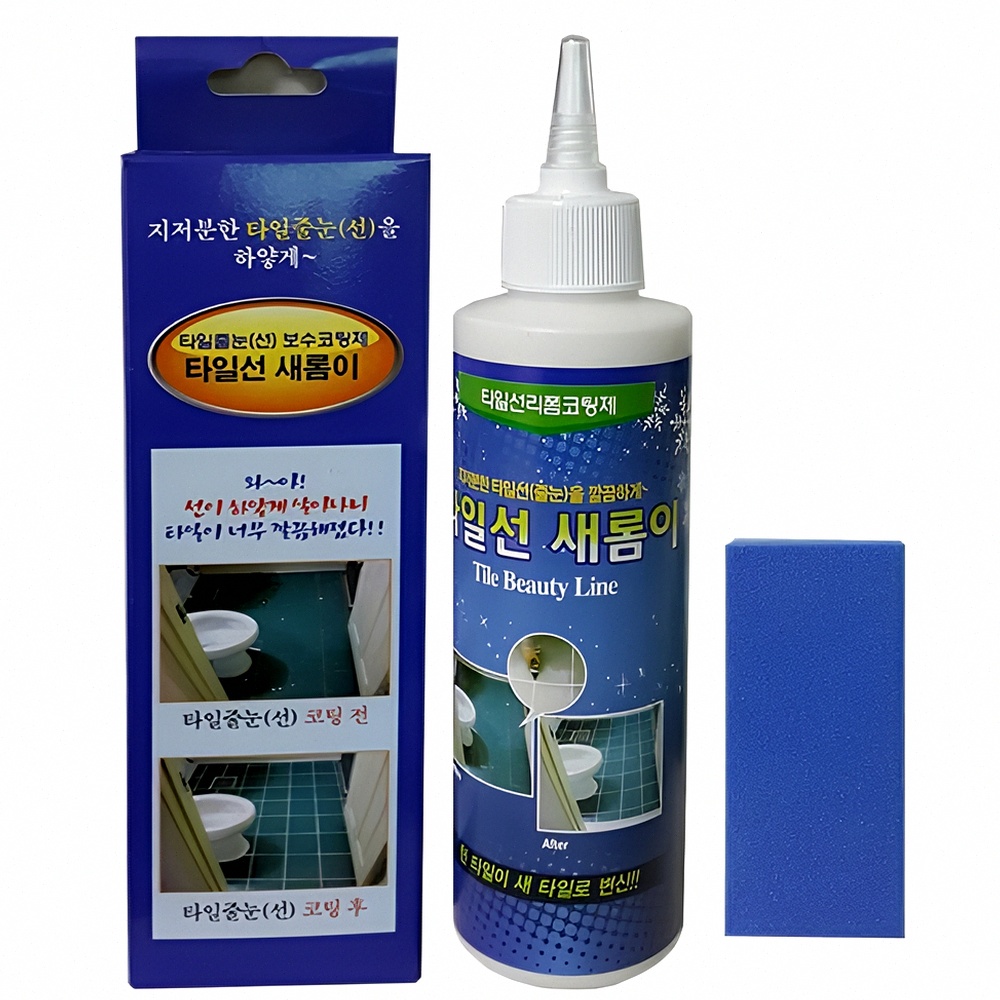 지저분한 타일줄눈(선)을
하얗게~
타일줄눈(선) 보수코팅제
타일선 새롬이
와~아!
선이 하얗게 살아나니
타일이 너무 깔끔해졌다!!
타일줄눈(선) 코팅 전
타일줄눈(선) 코팅 후
타일선리폼코팅제
타일선(줄눈)을 깔끔하게~
타일선 새롬이
Tile Beauty Line
After
헌 타일이 새 타일로 변신!!